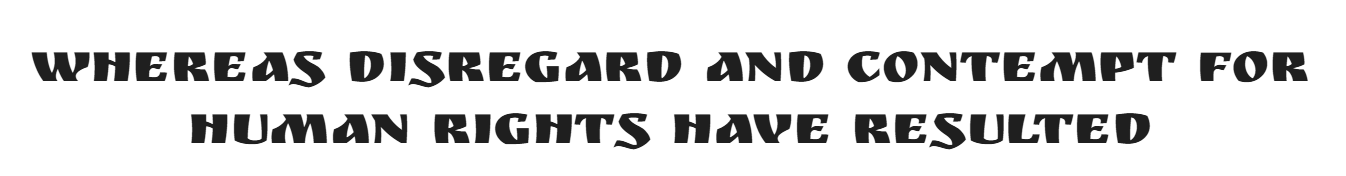 WHEREAS DISREGARD AND CONTEMPT FOR
HUMAN RIGHTS HAVE RESULTED